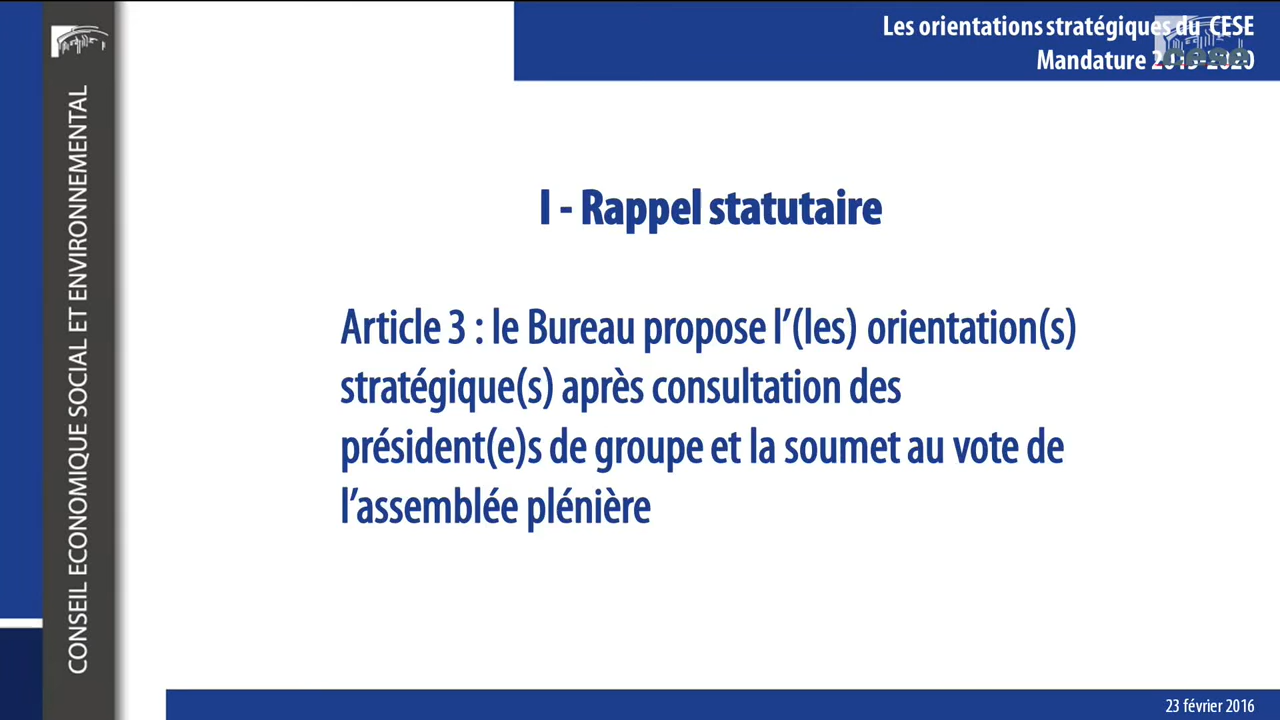 Les orientations stratégiques du CESE
Mandature 2015-2020
CONSEIL ECONOMIQUE SOCIAL ET ENVIRONNEMENTAL
I - Rappel statutaire
Article 3 : le Bureau propose l’(les) orientation(s)
stratégique(s) après consultation des
président(e)s de groupe et la soumet au vote de
l’assemblée plénière
23 février 2016